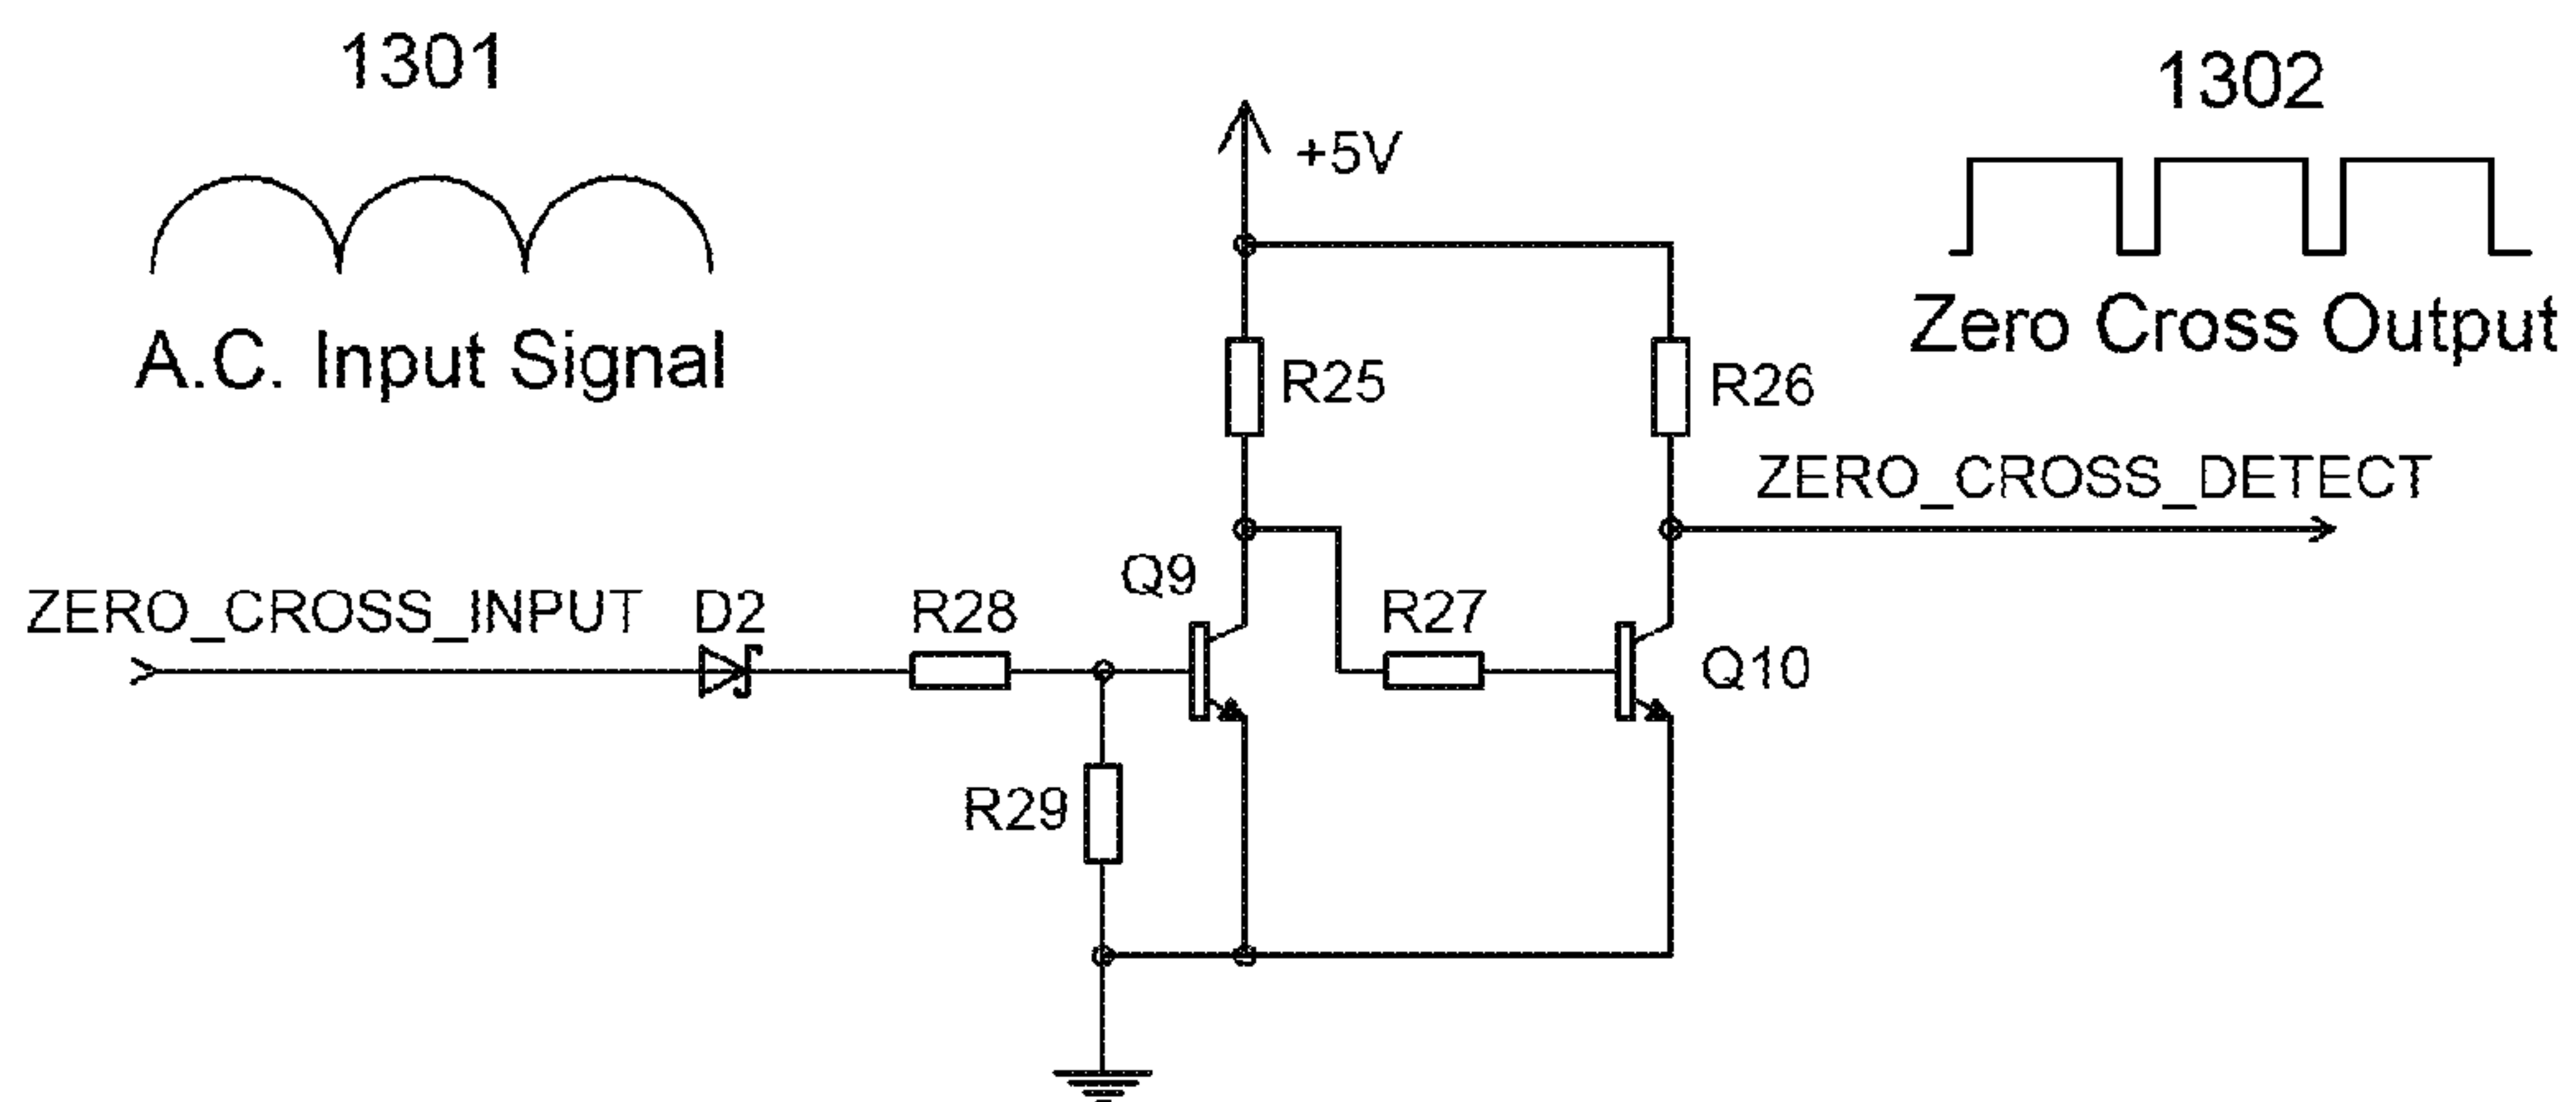 1301
1302
+5V
A.C. Input Signal
Zero Cross Output
R25
R26
ZERO_CROSS_DETECT
Q9
ZERO_CROSS_INPUT
D2
R28
R27
Q10
R29